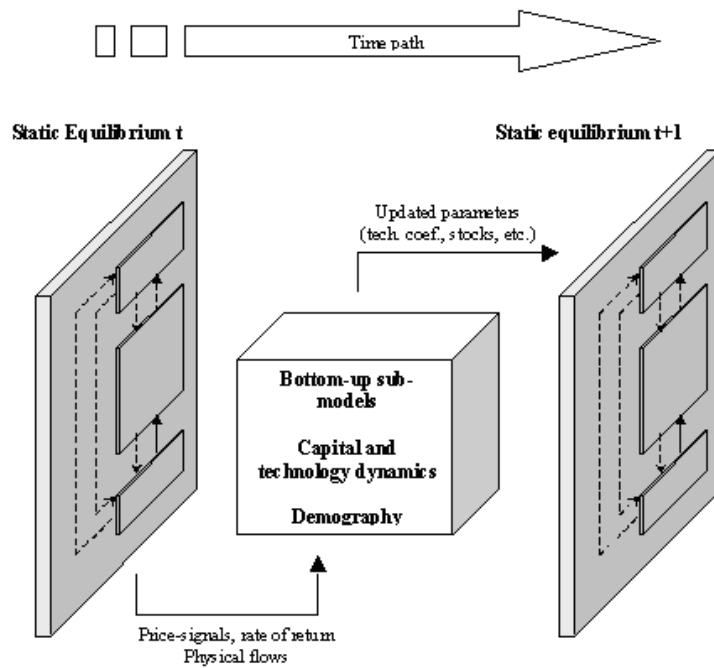 Time path
Static Equilibrium t
Static equilibrium t+1
Updated parameters
(tech. coef., stocks, etc.)
Bottom-up sub-
models
Capital and
technology dynamics
Demography
Price-signals, rate of return
Physical flows